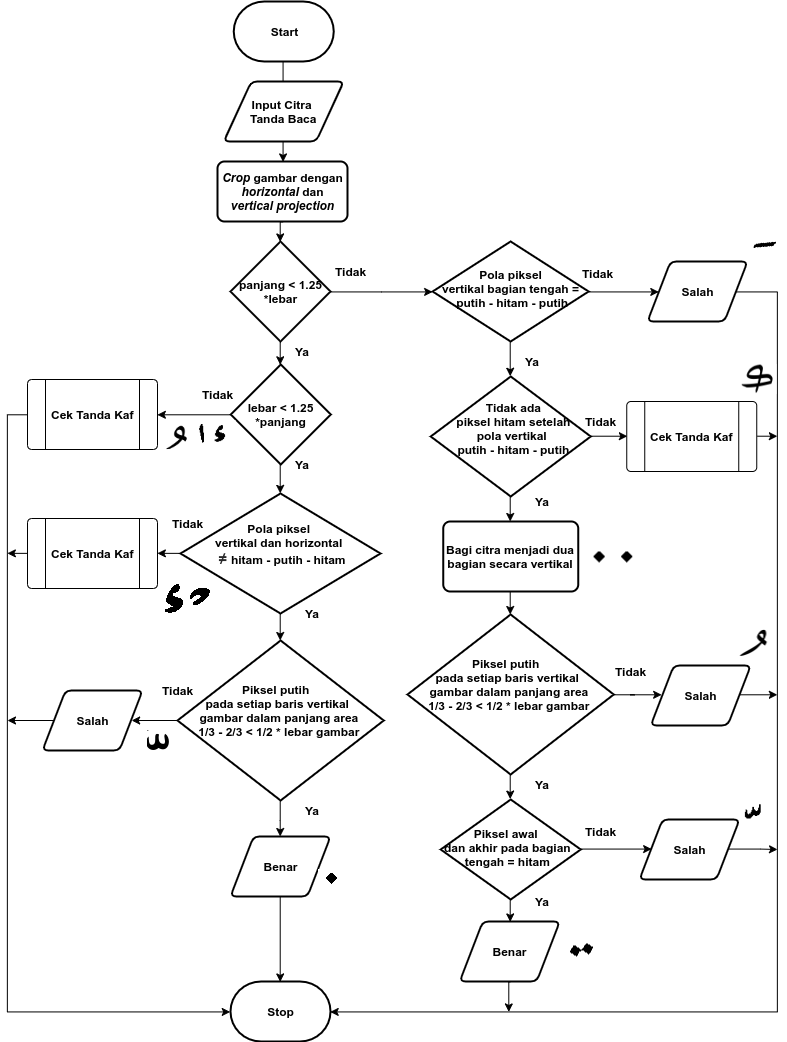 Start
Input Citra
Tanda Baca
Crop gambar dengan
horizontal dan
vertical projection
panjang < 1.25
*lebar
Tidak
Pola piksel
vertikal bagian tengah =
putih - hitam - putih
Tidak
Salah
Ya
Ya
lebar < 1.25
*panjang
Tidak
Cek Tanda Kaf
Tidak ada
piksel hitam setelah
pola vertikal
putih - hitam - putih
Tidak
Cek Tanda Kaf
Ya
Ya
Pola piksel
vertikal dan horizontal
≠ hitam - putih - hitam
Tidak
Cek Tanda Kaf
Bagi citra menjadi dua
bagian secara vertikal
Ya
Piksel putih
pada setiap baris vertikal
gambar dalam panjang area
1/3 - 2/3 < 1/2 * lebar gambar
Tidak
Salah
Piksel putih
pada setiap baris vertikal
gambar dalam panjang area
1/3 - 2/3 < 1/2 * lebar gambar
Tidak
Salah
Ya
Ya
Benar
Piksel awal
dan akhir pada bagian
tengah = hitam
Tidak
Salah
Ya
Benar
Stop